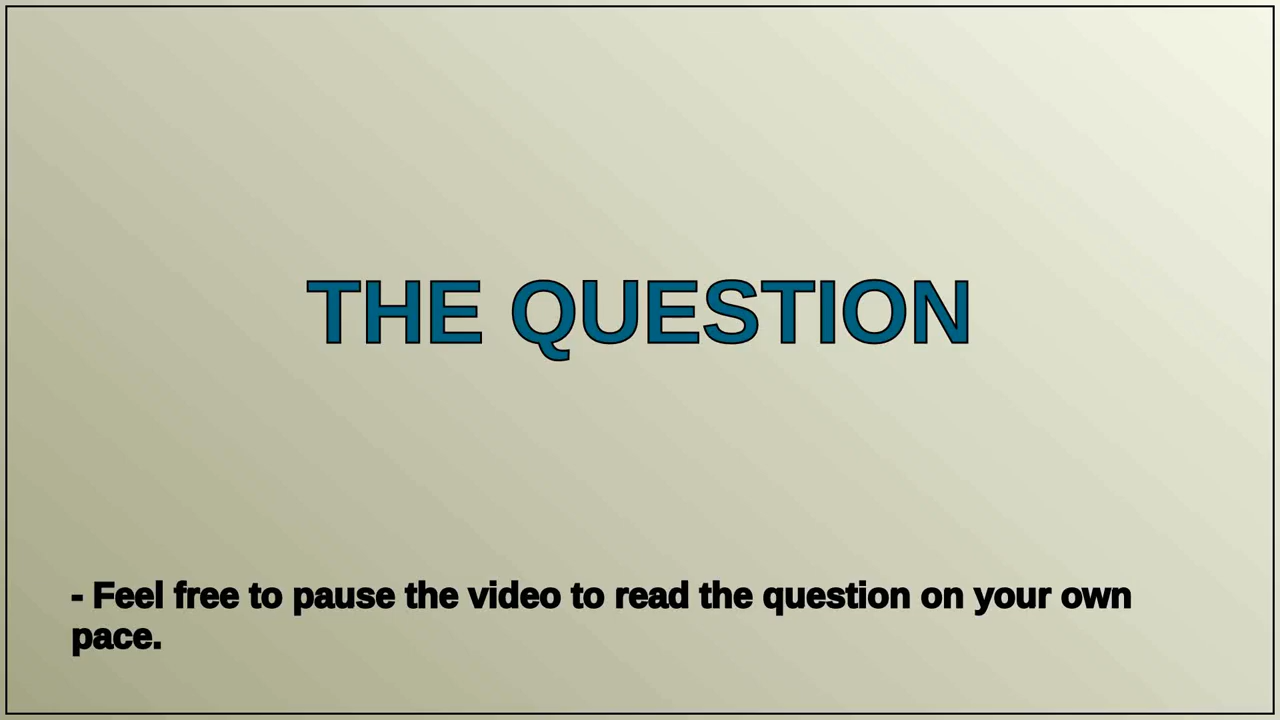 THE QUESTION
- Feel free to pause the video to read the question on your own
pace.